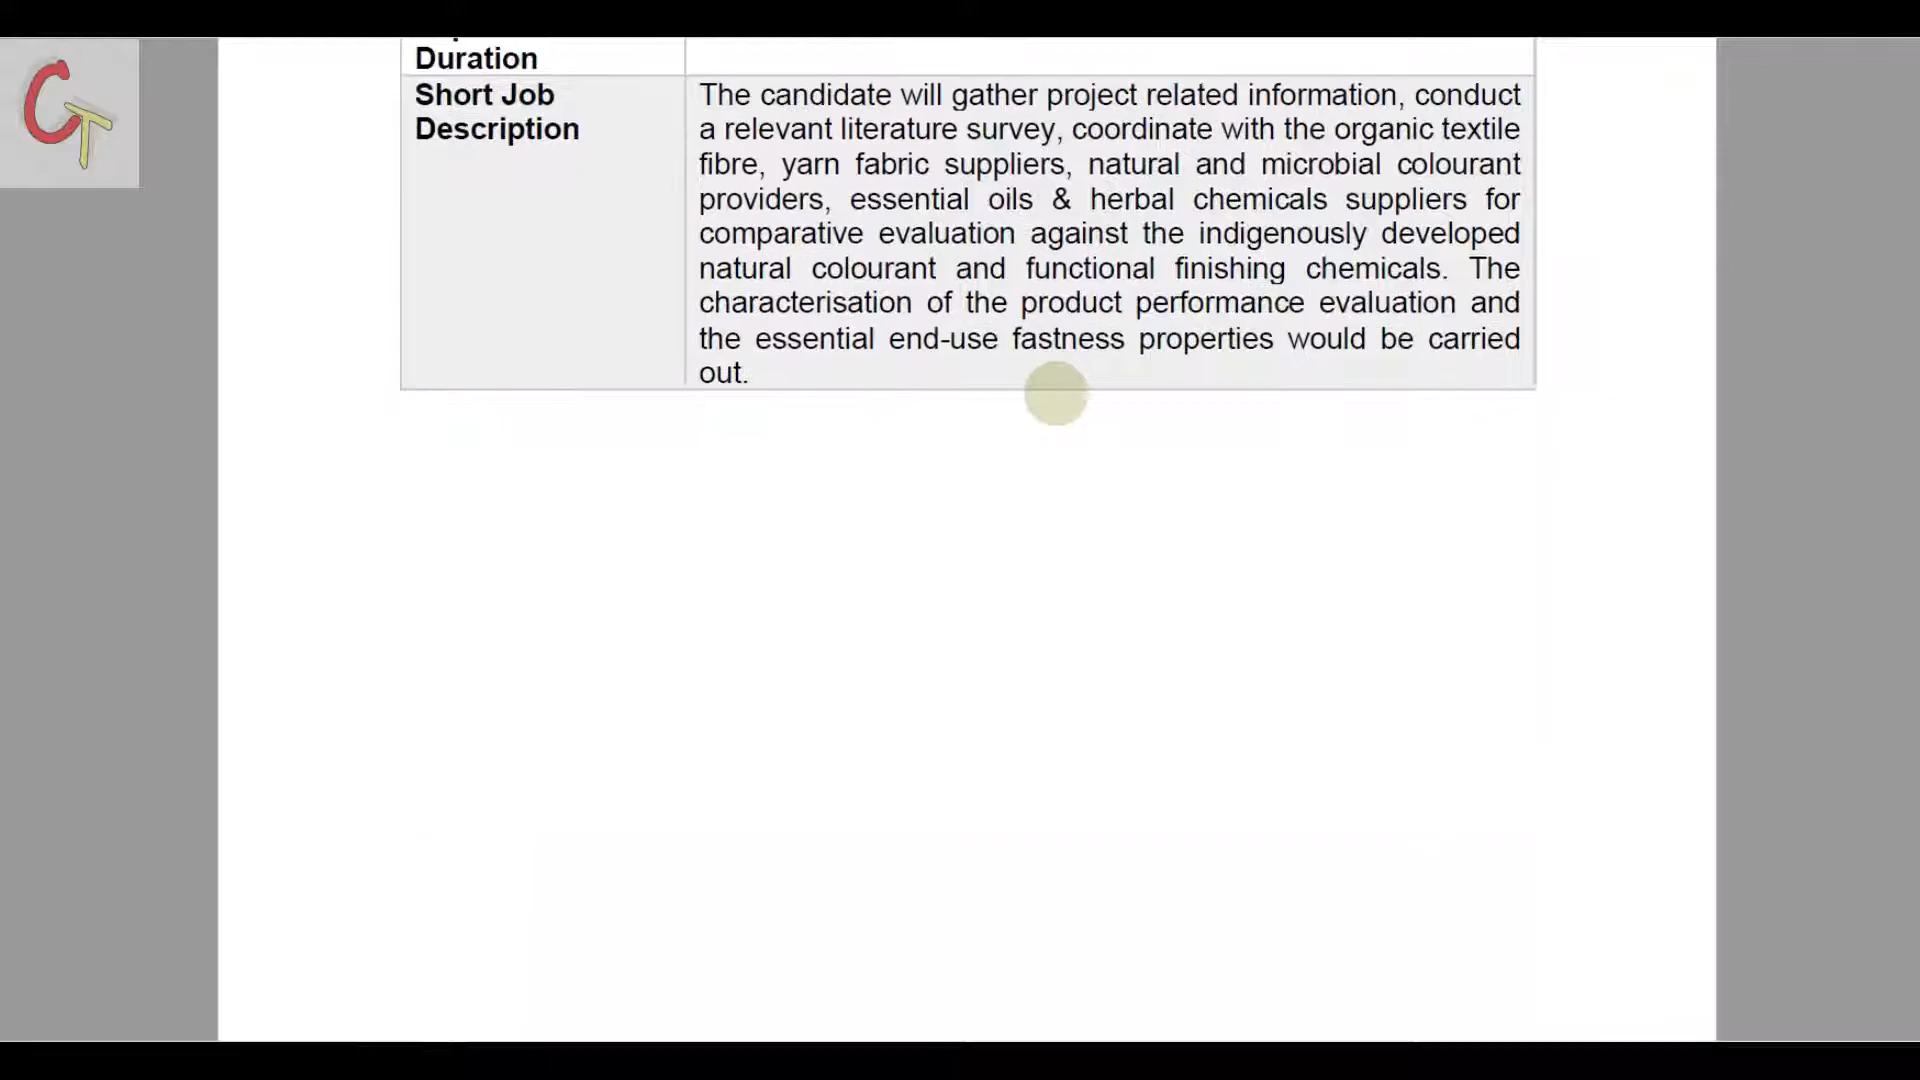 Duration
Short Job
Description
The candidate will gather project related information, conduct
a relevant literature survey, coordinate with the organic textile
fibre, yarn fabric suppliers, natural and microbial colourant
providers, essential oils & herbal chemicals suppliers for
comparative evaluation against the indigenously developed
natural colourant and functional finishing chemicals. The
characterisation of the product performance evaluation and
the essential end-use fastness properties would be carried
out.
CT